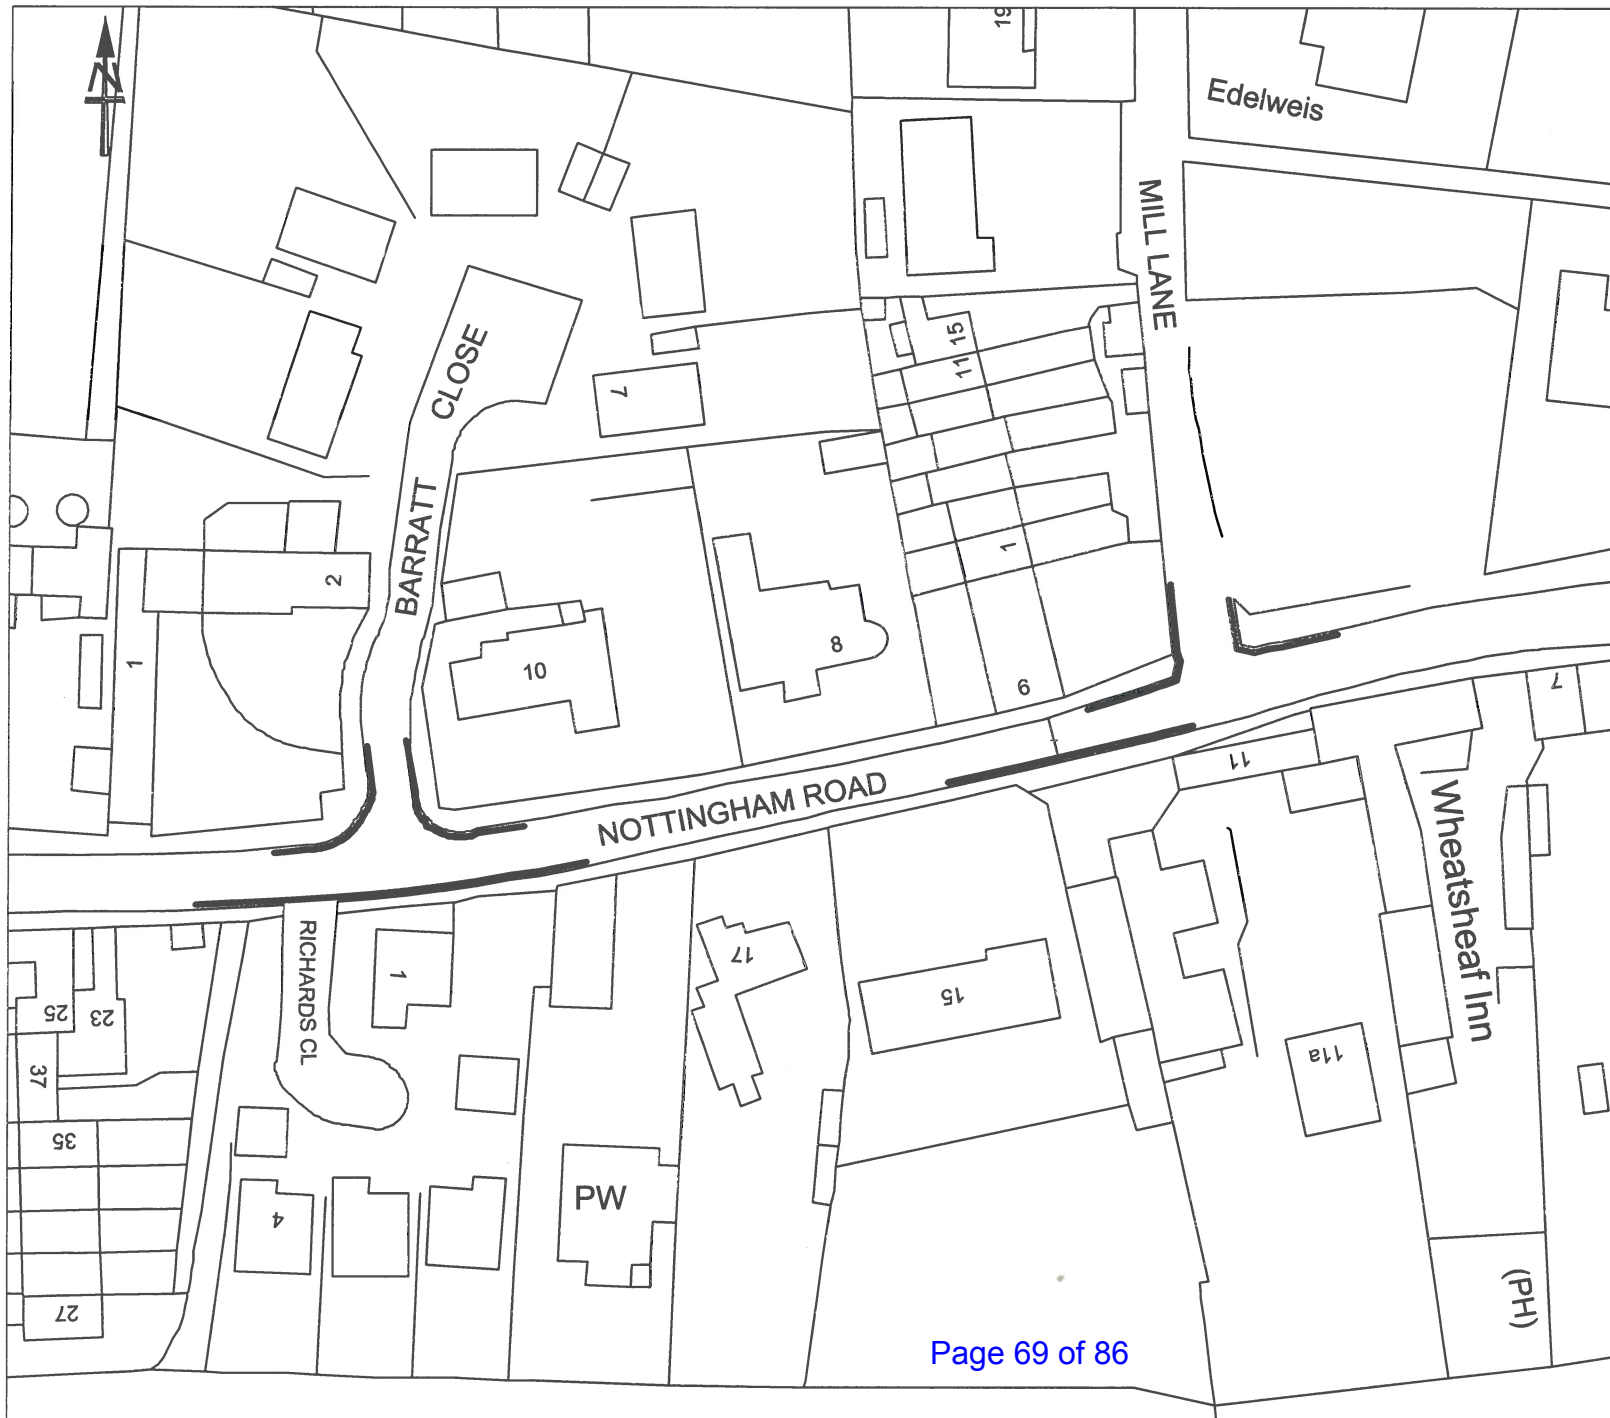 N
19
Edelweis
MILL LANE
15
11
CLOSE
7
BARRATT
2
1
1
10
8
6
7
11
NOTTINGHAM ROAD
Wheatsheaf Inn
RICHARDS CL
1
17
15
25
23
37
11a
35
PW
4
27
(PH)
Page 69 of 86